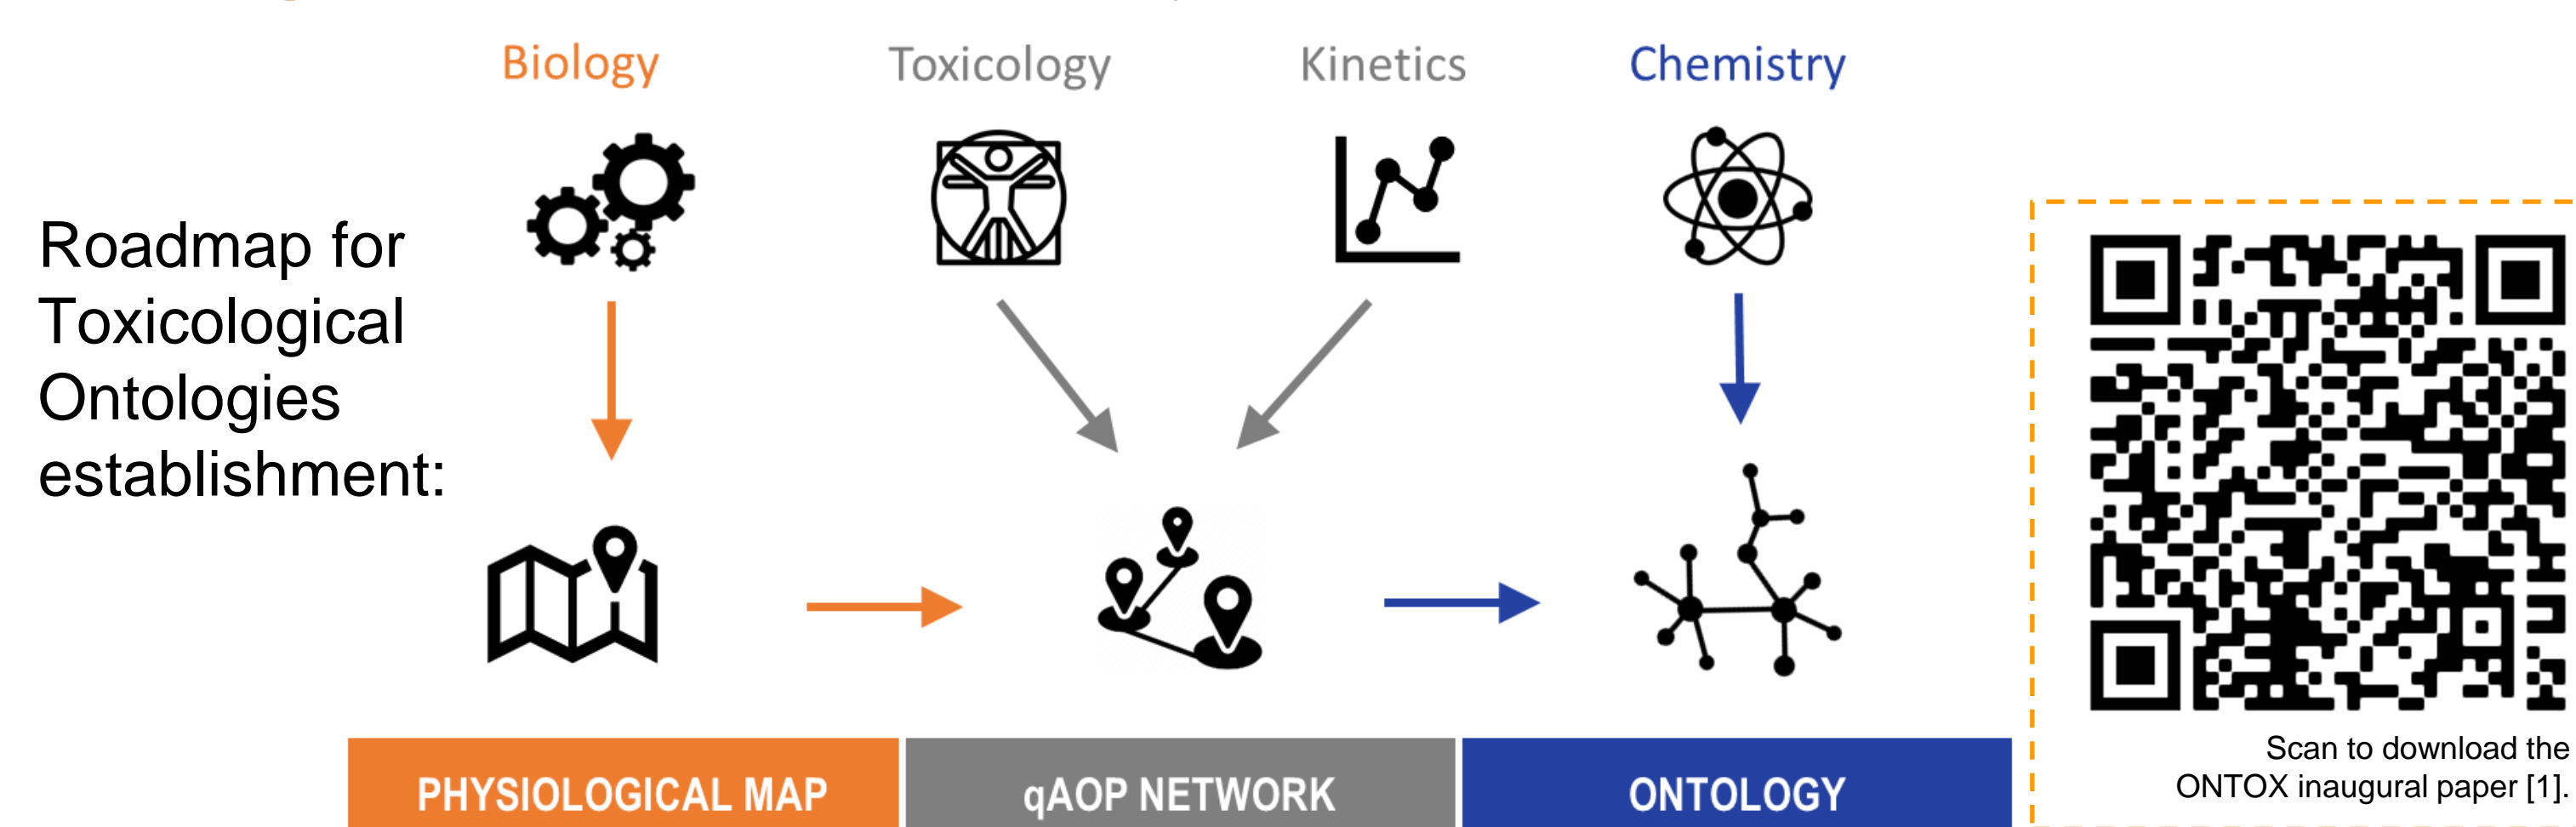 Biology
Toxicology
Kinetics
Chemistry
Roadmap for
Toxicological
Ontologies
establishment:
PHYSIOLOGICAL MAP
qAOP NETWORK
ONTOLOGY
Scan to download the
ONTOX inaugural paper [1].